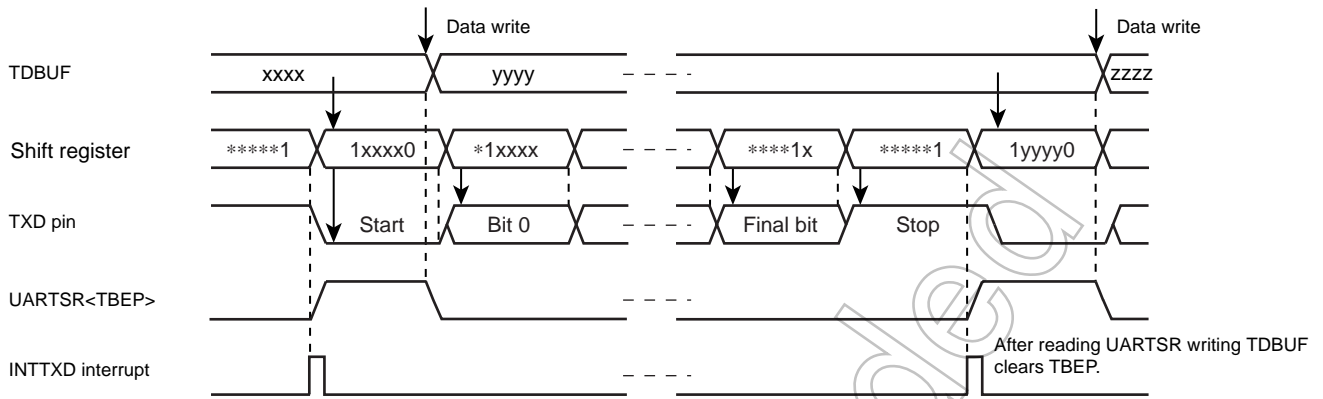 Data write
Data write
TDBUF
xxxx
yyyy
zzzz
Shift register
*****1
1xxxx0
*1xxxx
****1x
*****1
1yyyy0
TXD pin
Start
Bit 0
Final bit
Stop
UARTSR<TBEP>
INTTXD interrupt
After reading UARTSR writing TDBUF
clears TBEP.